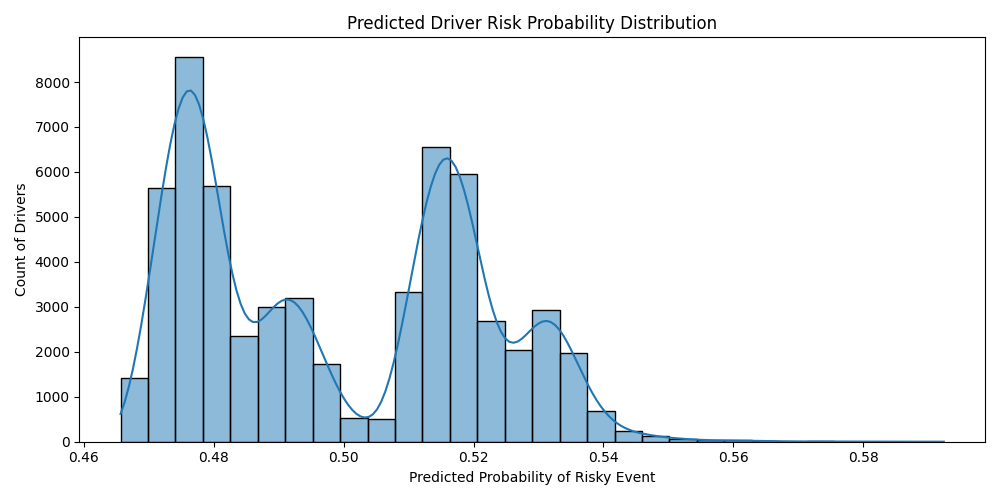 Predicted Driver Risk Probability Distribution
Count of Drivers
8000
7000
6000
5000
4000
3000
2000
1000
0
0.46 0.48 0.50 0.52 0.54 0.56 0.58
Predicted Probability of Risky Event